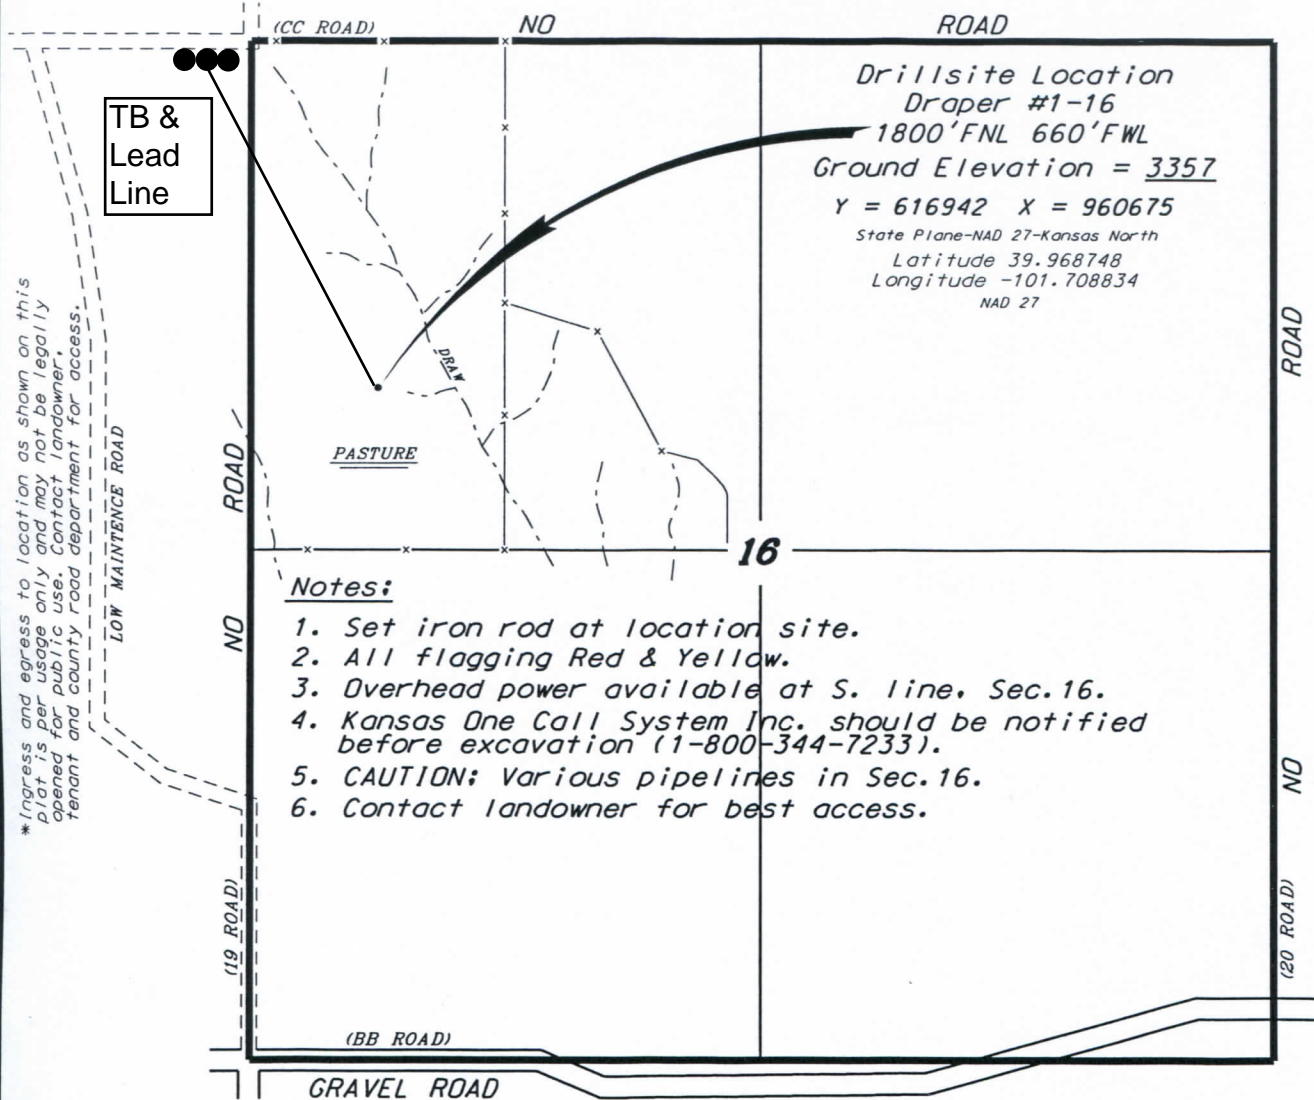 (CC ROAD)
NO
ROAD
TB &
Lead
Line
Drillsite Location
Draper #1-16
1800'FNL 660'FWL
Ground Elevation = 3357
Y = 616942 X = 960675
State Plane-NAD 27-Kansas North
Latitude 39.968748
Longitude -101.708834
NAD 27
ROAD
DRAW
PASTURE
*Ingress and egress to location as shown on this
plat is per usage only and may not be legally
opened for public use. Contact landowner,
tenant and county road department for access.
LOW MAINTENCE ROAD
ROAD
NO
16
Notes:
1. Set iron rod at location site.
2. All flagging Red & Yellow.
3. Overhead power available at S. line, Sec.16.
4. Kansas One Call System Inc. should be notified
before excavation (1-800-344-7233).
5. CAUTION: Various pipelines in Sec.16.
6. Contact landowner for best access.
NO
(19 ROAD)
(20 ROAD)
(BB ROAD)
GRAVEL ROAD